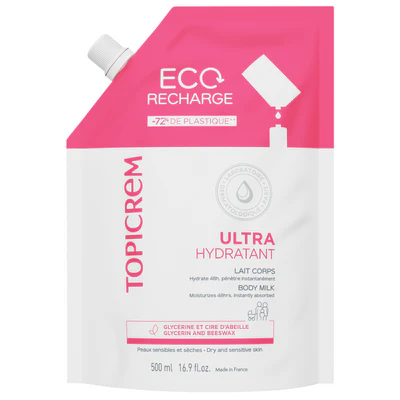 ECO
RECHARGE
-72% DE PLASTIQUE**
TOPICREM
ULTRA
HYDRATANT
LAIT CORPS
Hydrate 48h, pénètre instantanément
BODY MILK
Moisturizes 48hrs, instantly absorbed
GLYCERINE ET CIRE D'ABEILLE
GLYCERIN AND BEESWAX
Peaux sensibles et sèches - Dry and sensitive skin
500 ml 16.9 fl.oz. Made in France